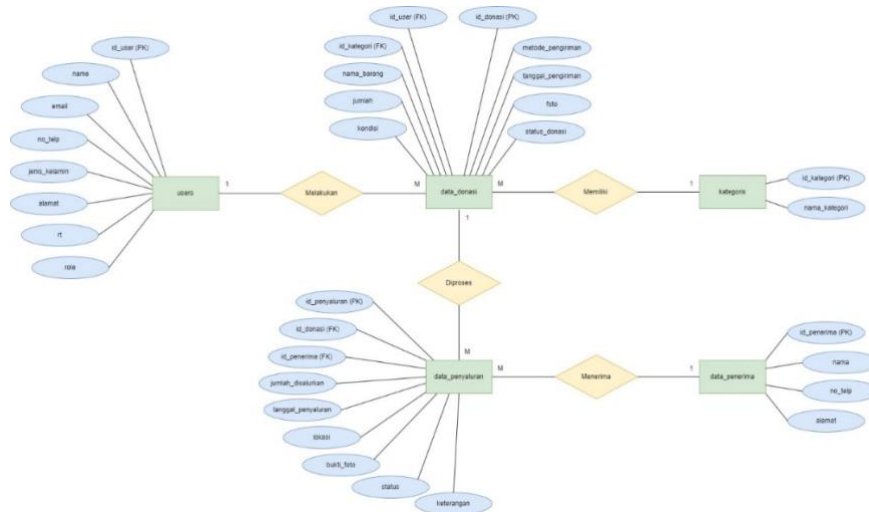 id_user (FK)
id_donasi (PK)
id_user (PK)
id_kategori (FK)
metode_pengiriman
name
nama_barang
tanggal_pengiriman
email
jumlah
foto
no_telp
kondisi
status_donasi
jenis_kelamin
alamat
rt
role
users
1
Melakukan
M
data_donasi
M
Memiliki
1
kategoris
id_kategori (PK)
nama_kategori
1
Diproses
M
id_penyaluran (PK)
id_donasi (FK)
id_penerima (FK)
jumlah_disalurkan
tanggal_penyaluran
lokasi
bukti_foto
status
keterangan
data_penyaluran
M
Menerima
1
data_penerima
id_penerima (PK)
nama
no_telp
alamat